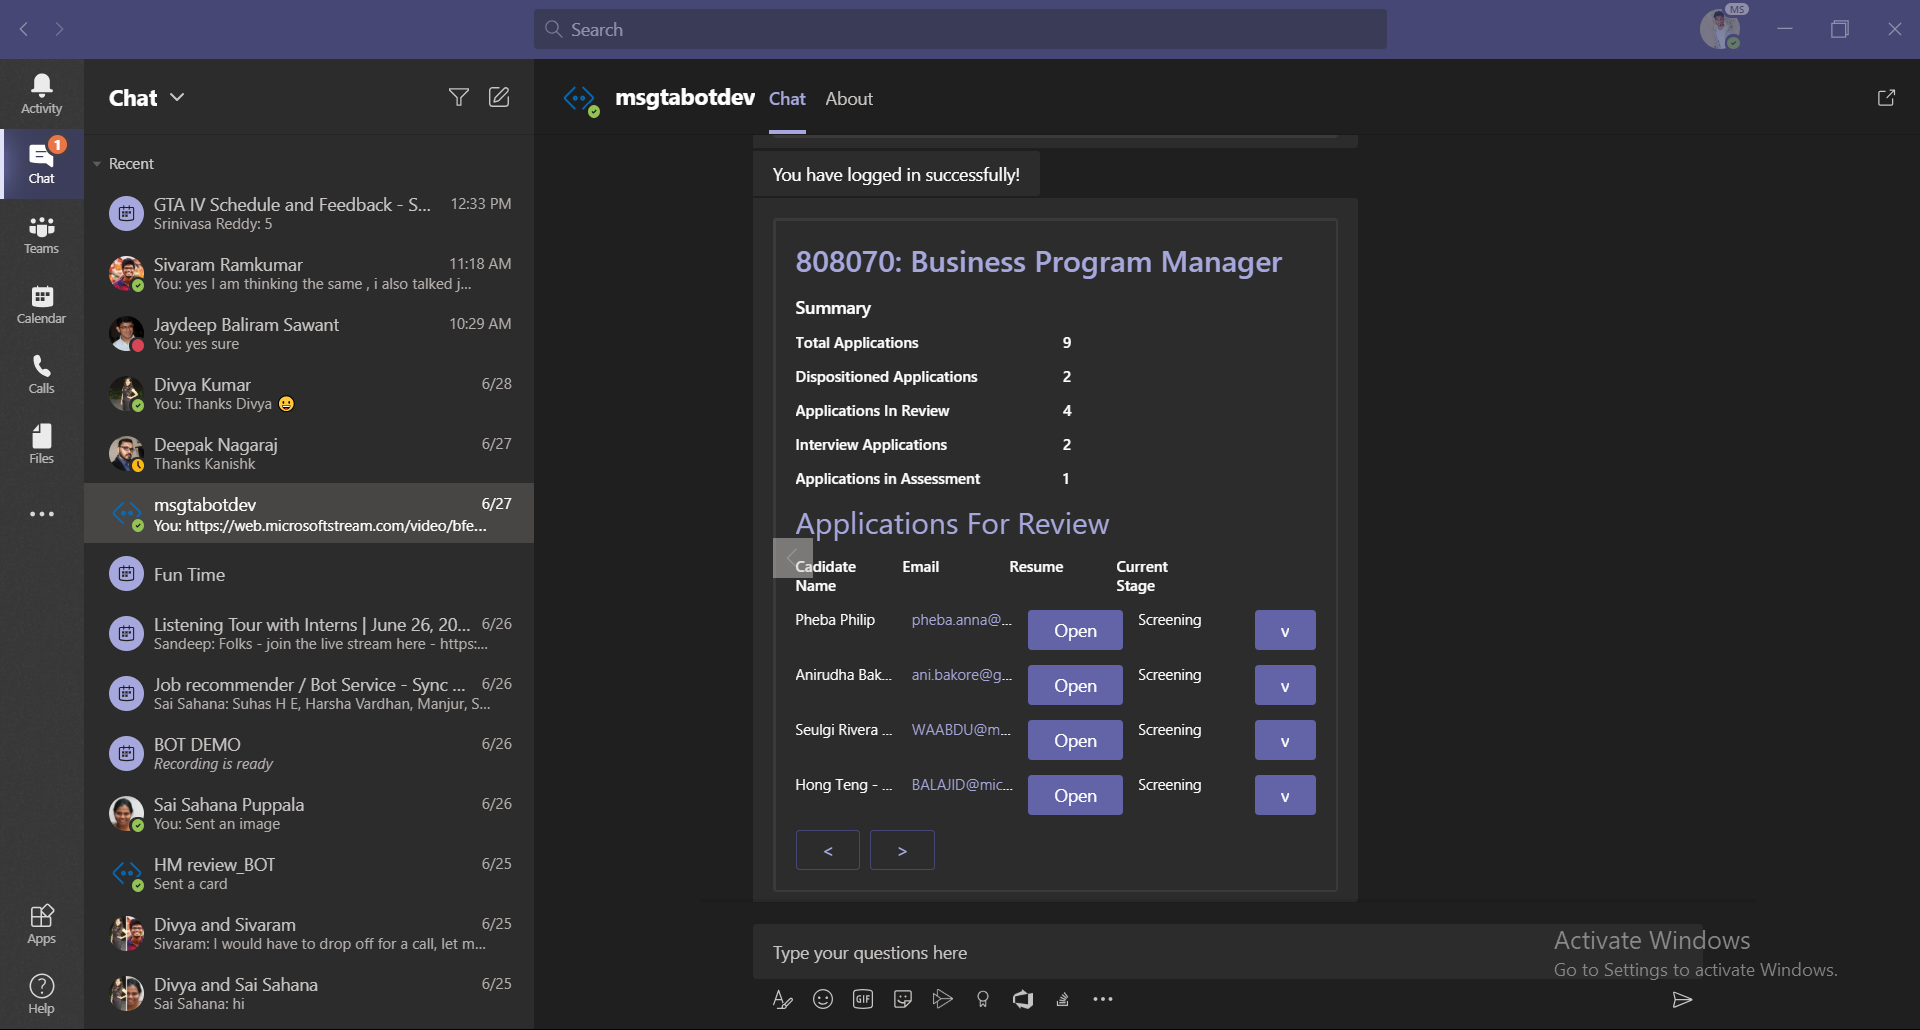 Search
MS
Activity
1
Chat
Teams
Calendar
Calls
Files
Apps
Help
Chat
Recent
GTA IV Schedule and Feedback - S... 12:33 PM
Srinivasa Reddy: 5
Sivaram Ramkumar 11:18 AM
You: yes I am thinking the same , i also talked j...
Jaydeep Baliram Sawant 10:29 AM
You: yes sure
Divya Kumar 6/28
You: Thanks Divya 😀
Deepak Nagaraj 6/27
Thanks Kanishk
msgtabotdev 6/27
You: https://web.microsoftstream.com/video/bfe...
Fun Time
Listening Tour with Interns | June 26, 20... 6/26
Sandeep: Folks - join the live stream here - https:...
Job recommender / Bot Service - Sync ... 6/26
Sai Sahana: Suhas H E, Harsha Vardhan, Manjur, S...
BOT DEMO 6/26
Recording is ready
Sai Sahana Puppala 6/26
You: Sent an image
HM review_BOT 6/25
Sent a card
Divya and Sivaram 6/25
Sivaram: I would have to drop off for a call, let m...
Divya and Sai Sahana 6/25
Sai Sahana: hi
msgtabotdev Chat About
You have logged in successfully!
808070: Business Program Manager
Summary
Total Applications 9
Dispositioned Applications 2
Applications In Review 4
Interview Applications 2
Applications in Assessment 1
Applications For Review
Cadidate Email Resume Current
Name Stage
Pheba Philip pheba.anna@... Open Screening v
Anirudha Bak... ani.bakore@g... Open Screening v
Seulgi Rivera ... WAABDU@m... Open Screening v
Hong Teng - ... BALAJID@mic... Open Screening v
< >
Type your questions here
GIF
Activate Windows
Go to Settings to activate Windows.